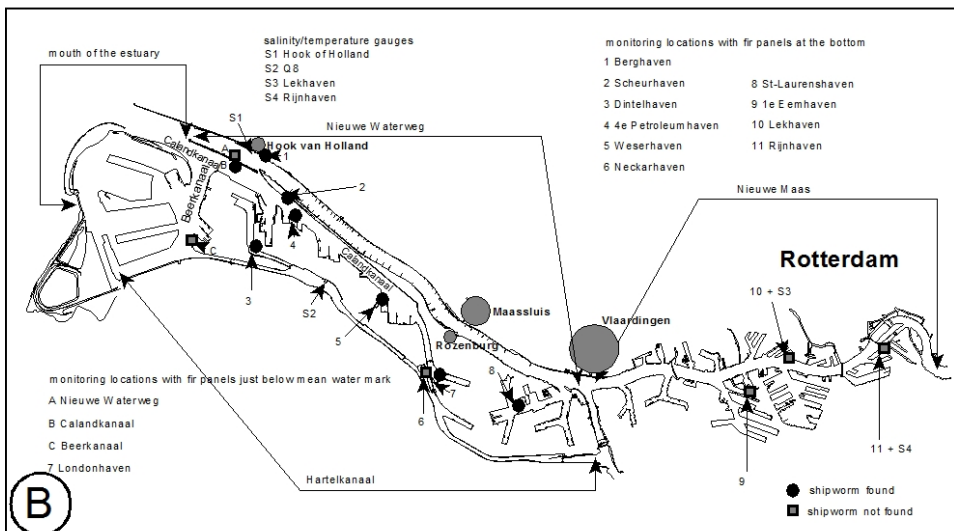 salinity/temperature gauges
S1 Hook of Holland
S2 Q8
S3 Lekhaven
S4 Rijnhaven
monitoring locations with fir panels at the bottom
1 Berghaven
2 Scheurhaven
3 Dintelhaven
4 4e Petroleumhaven
5 Weserhaven
6 Neckarhaven
8 St-Laurenshaven
9 1e Eemhaven
10 Lekhaven
11 Rijnhaven
mouth of the estuary
S1
Nieuwe Waterweg
Hook van Holland
A
1
Calandkanaal
B
Beerkanaal
2
Nieuwe Maas
C
4
Calandkanaal
Rotterdam
3
S2
10 + S3
Maassluis
Vlaardingen
5
Rozenburg
monitoring locations with fir panels just below mean water mark
A Nieuwe Waterweg
B Calandkanaal
C Beerkanaal
7 Londonhaven
8
7
6
9
11 + S4
Hartelkanaal
shipworm found
shipworm not found
B